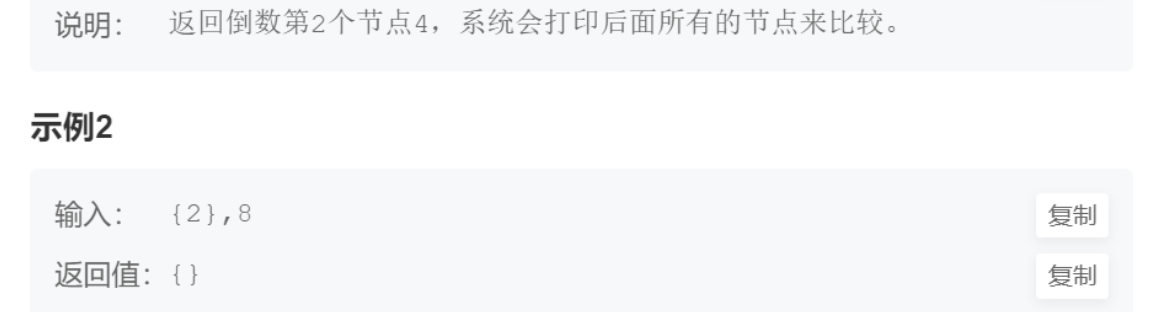 说明： 返回倒数第2个节点4，系统会打印后面所有的节点来比较。
示例2
输入： {2},8 复制
返回值：{} 复制